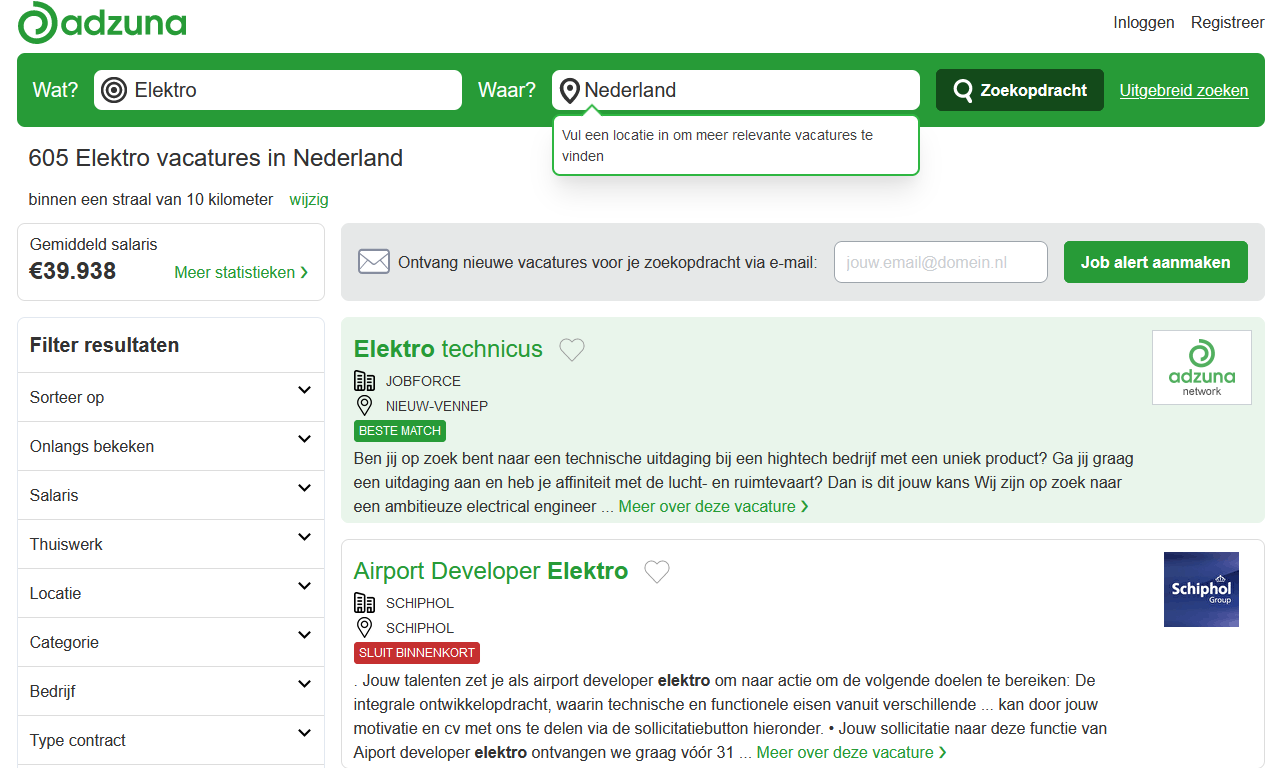 adzuna
Inloggen Registreer
Wat? Elektro Waar? Nederland Zoekopdracht Uitgebreid zoeken
Vul een locatie in om meer relevante vacatures te
vinden
605 Elektro vacatures in Nederland
binnen een straal van 10 kilometer wijzig
Gemiddeld salaris
€39.938 Meer statistieken
Ontvang nieuwe vacatures voor je zoekopdracht via e-mail: jouw.email@domein.nl Job alert aanmaken
Filter resultaten
Sorteer op
Onlangs bekeken
Salaris
Thuiswerk
Locatie
Categorie
Bedrijf
Type contract
Elektro technicus
JOBFORCE
NIEUW-VENNEP
BESTE MATCH
Ben jij op zoek bent naar een technische uitdaging bij een hightech bedrijf met een uniek product? Ga jij graag
een uitdaging aan en heb je affiniteit met de lucht- en ruimtevaart? Dan is dit jouw kans Wij zijn op zoek naar
een ambitieuze electrical engineer ... Meer over deze vacature
adzuna
network
Airport Developer Elektro
SCHIPHOL
SCHIPHOL
SLUIT BINNENKORT
. Jouw talenten zet je als airport developer elektro om naar actie om de volgende doelen te bereiken: De
integrale ontwikkelopdracht, waarin technische en functionele eisen vanuit verschillende ... kan door jouw
motivatie en cv met ons te delen via de sollicitatiebutton hieronder. • Jouw sollicitatie naar deze functie van
Aiport developer elektro ontvangen we graag vóór 31 ... Meer over deze vacature
Schiphol
Group